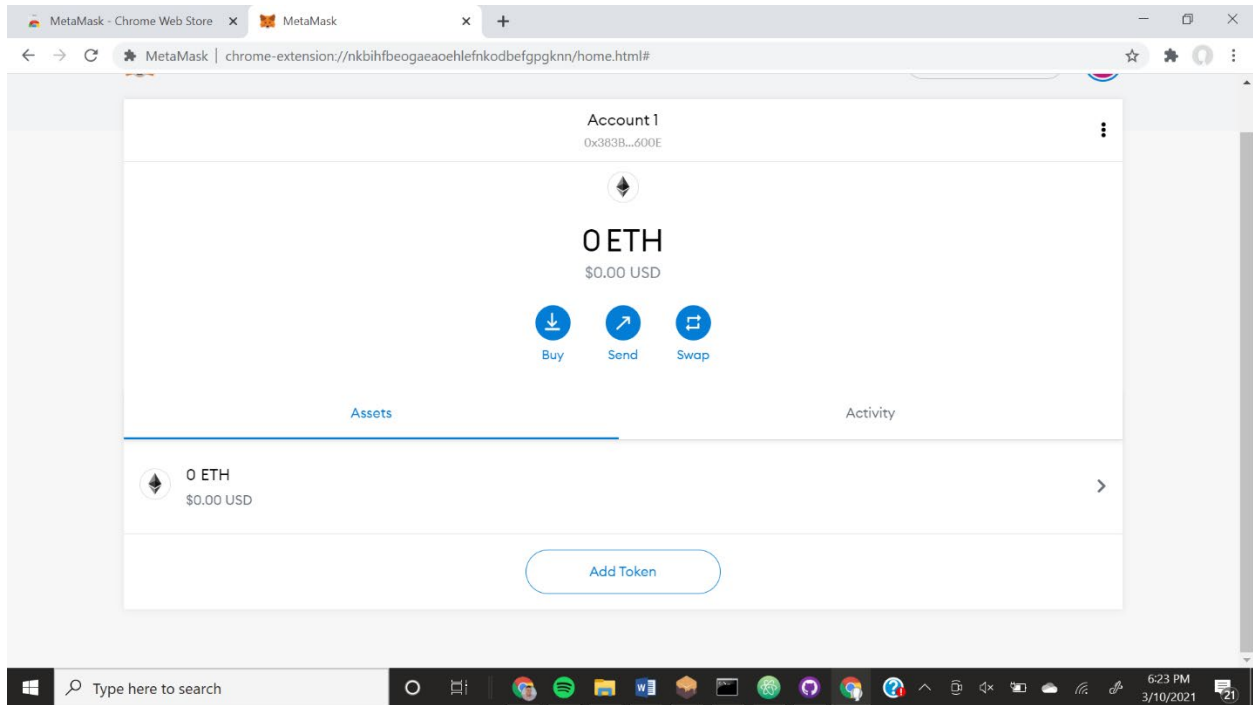 MetaMask - Chrome Web Store
MetaMask
MetaMask | chrome-extension://nkbihfbeogaeaoehlefnkodbefgpgknn/home.html#
Account 1
0x383B...600E
0 ETH
$0.00 USD
Buy Send Swap
Assets Activity
0 ETH
$0.00 USD
Add Token
Type here to search
6:23 PM
3/10/2021
21